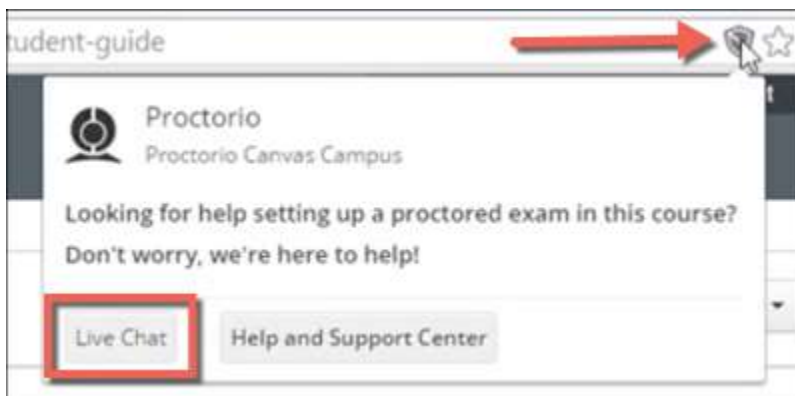 tudent-guide
Proctorio
Proctorio Canvas Campus
Looking for help setting up a proctored exam in this course?
Don't worry, we're here to help!
Live Chat
Help and Support Center
t